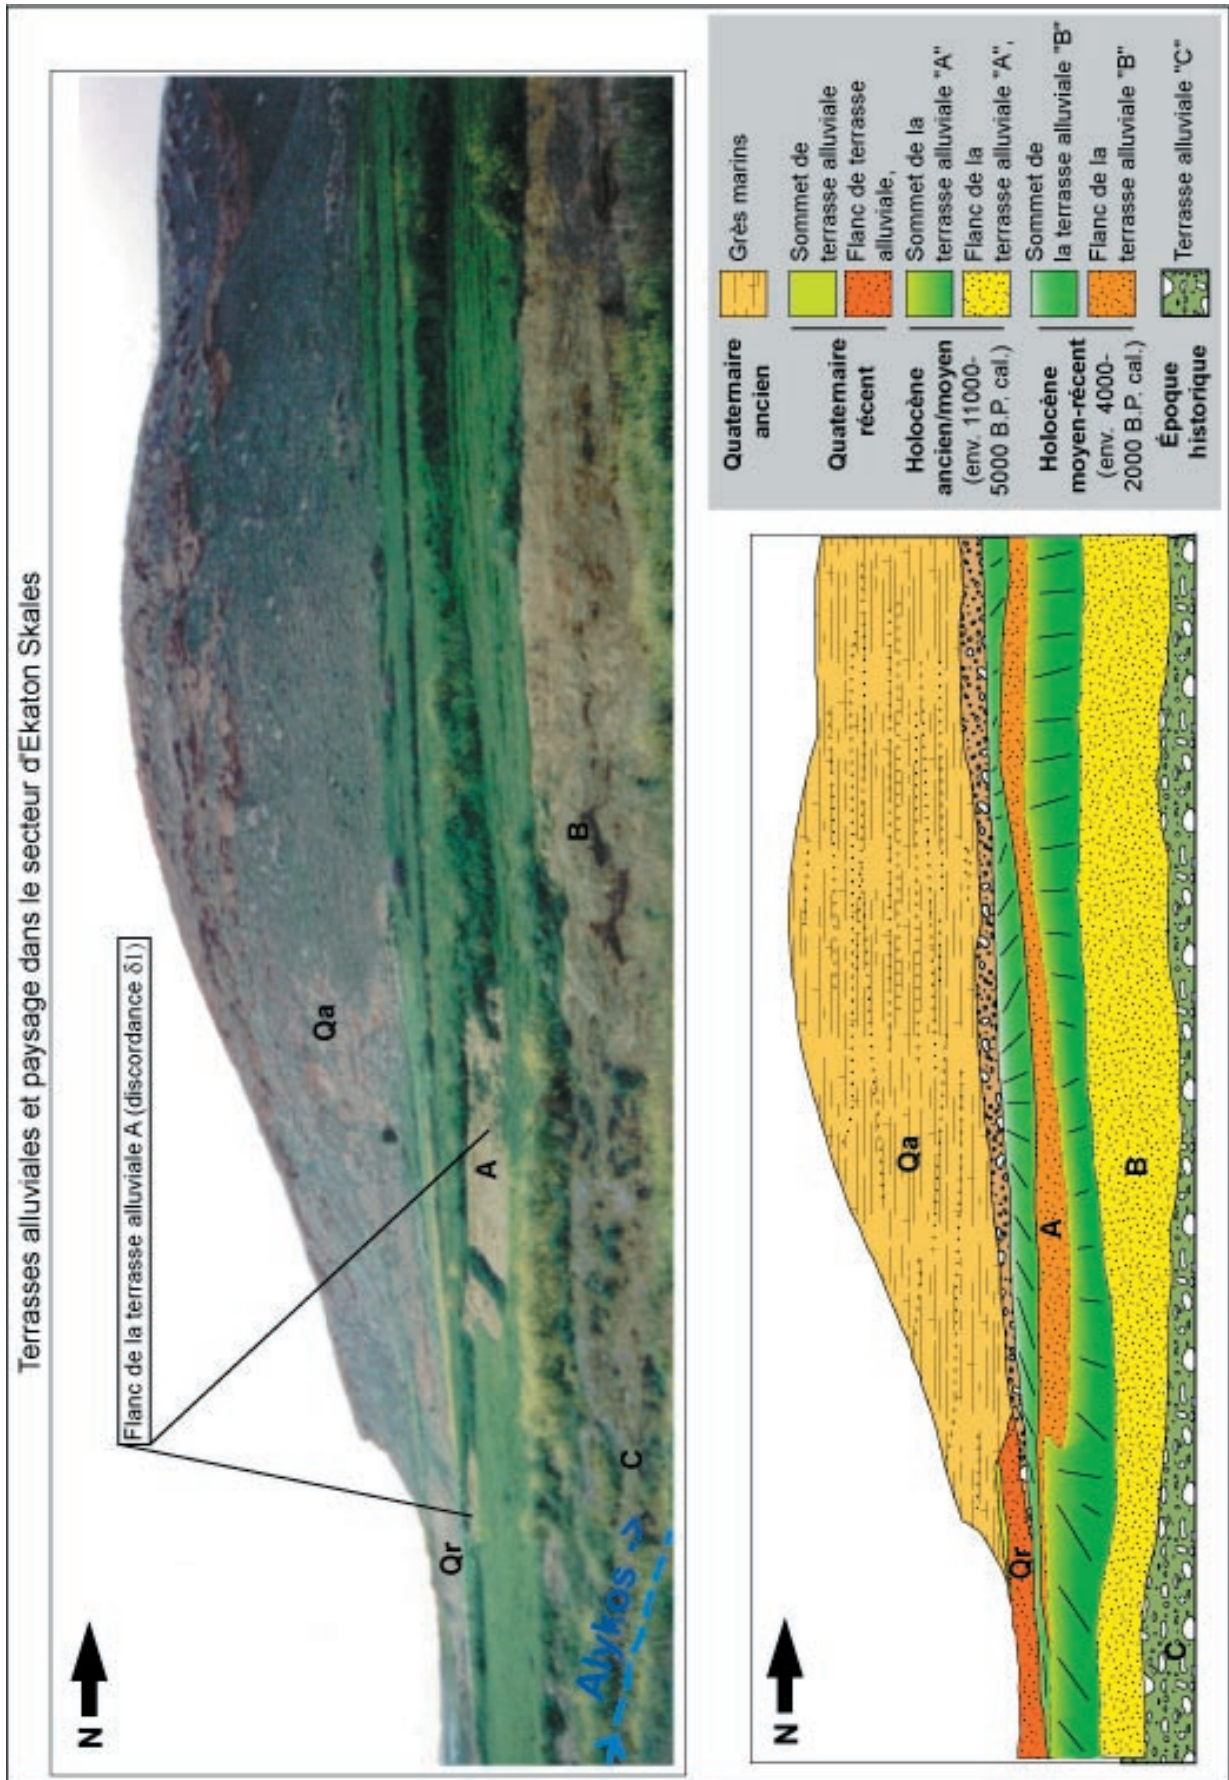 Terrasses alluviales et paysage dans le secteur d'Ekaton Skales
Flanc de la terrasse alluviale A (discordance δ1)
N
Qr
Qa
A
B
C
Alykos
N
Qr
Qa
A
B
C
Quaternaire
ancien
Grès marins
Quaternaire
récent
Sommet de
terrasse alluviale
Flanc de terrasse
alluviale,
Holocène
ancien/moyen
(env. 11000-
5000 B.P. cal.)
Sommet de la
terrasse alluviale "A"
Flanc de la
terrasse alluviale "A",
Holocène
moyen-récent
(env. 4000-
2000 B.P. cal.)
Sommet de
la terrasse alluviale "B"
Flanc de la
terrasse alluviale "B"
Époque
historique
Terrasse alluviale "C"